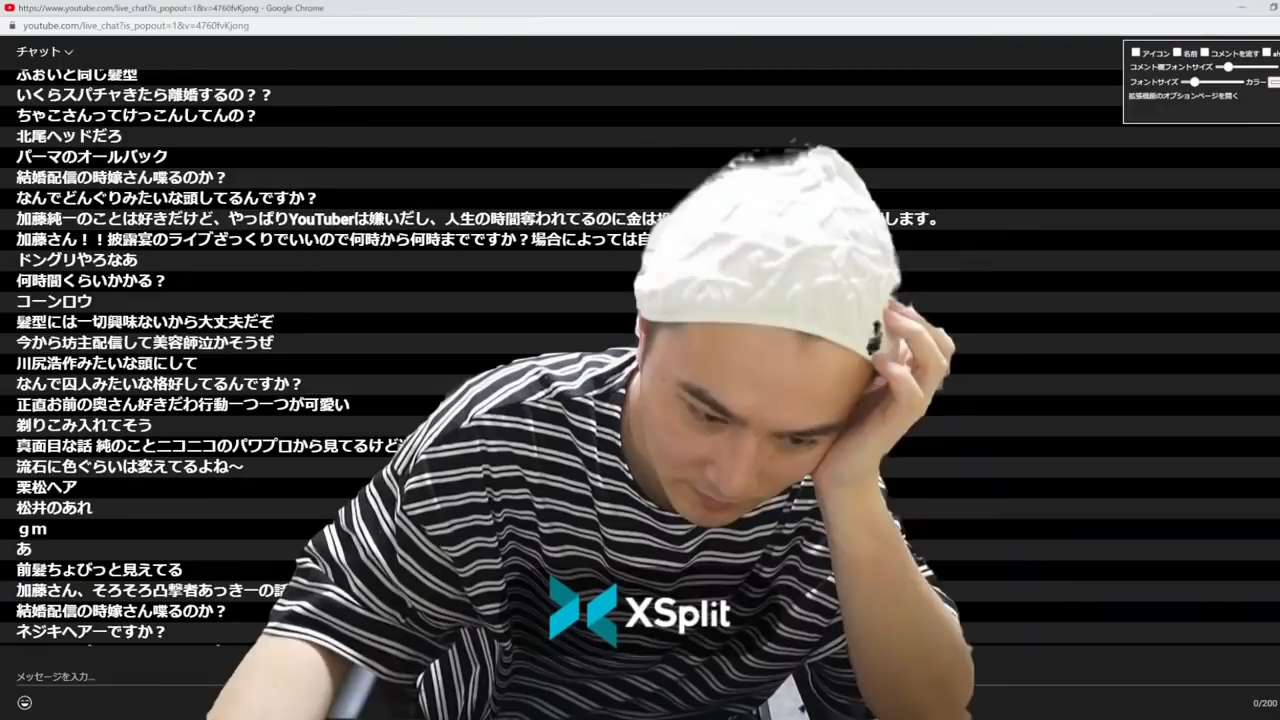 https://www.youtube.com/live_chat?is_popout=1&v=4760fvKjong - Google Chrome
youtube.com/live_chat?is_popout=1&v=4760fvKjong
チャット
アイコン 名前 コメントを流す
コメント欄フォントサイズ
フォントサイズ カラー
拡張機能のオプションページを開く
ふぉいと同じ髪型
いくらスパチャきたら離婚するの？？
ちゃこさんってけっこんしてんの？
北尾ヘッドだろ
パーマのオールバック
結婚配信の時嫁さん喋るのか？
なんでどんぐりみたいな頭してるんですか？
加藤純一のことは好きだけど、やっぱりYouTuberは嫌いだし、人生の時間奪われてるのに金は します。
加藤さん！！披露宴のライブざっくりでいいので何時から何時までですか？場合によっては
ドングリやろなあ
何時間くらいかかる？
コーンロウ
髪型には一切興味ないから大丈夫だぞ
今から坊主配信して美容師泣かそうぜ
川尻浩作みたいな頭にして
なんで囚人みたいな格好してるんですか？
正直お前の奥さん好きだわ行動一つ一つが可愛い
剃りこみ入れてそう
真面目な話 純のことニコニコのパワプロから見てるけど
流石に色ぐらいは変えてるよね～
栗松ヘア
松井のあれ
ｇｍ
あ
前髪ちょびっと見えてる
加藤さん、そろそろ凸撃者あっきーの
結婚配信の時嫁さん喋るのか？
ネジキヘアーですか？
XSplit
メッセージを入力...
0/200